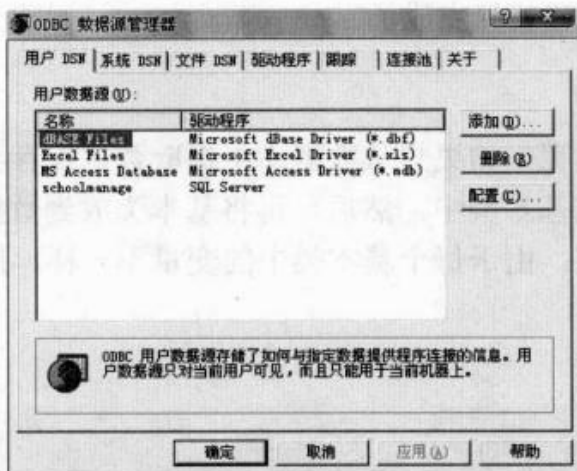 ODBC 数据源管理器
用户 DSN 系统 DSN 文件 DSN 驱动程序 跟踪 连接池 关于
用户数据源(U):
名称 驱动程序
dBASE Files Microsoft dBase Driver (*.dbf)
Excel Files Microsoft Excel Driver (*.xls)
MS Access Database Microsoft Access Driver (*.mdb)
schoolmanage SQL Server
添加(D)...
删除(R)
配置(C)...
ODBC 用户数据源存储了如何与指定数据提供程序连接的信息。用
户数据源只对当前用户可见，而且只能用于当前机器上。
确定 取消 应用(A) 帮助